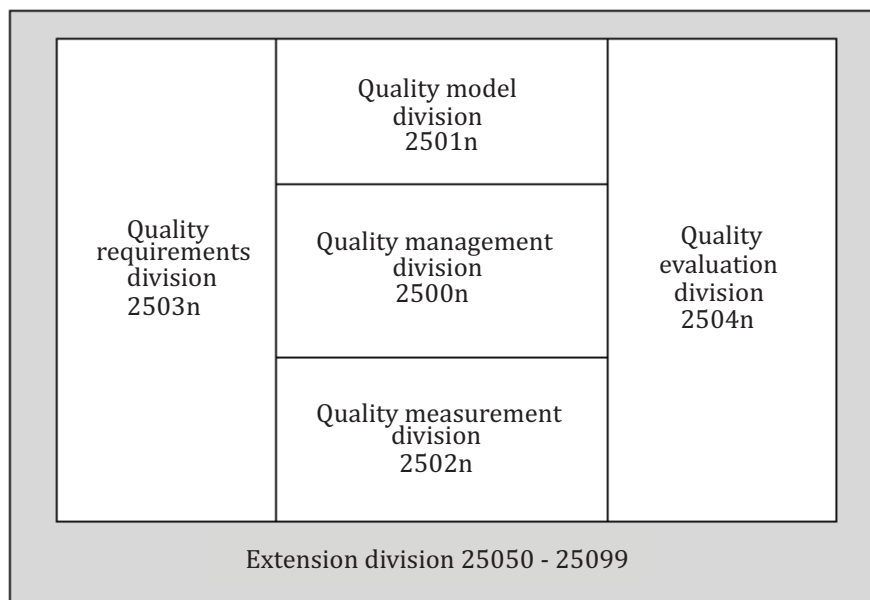 Quality model
division
2501n
Quality
requirements
division
2503n
Quality management
division
2500n
Quality
evaluation
division
2504n
Quality measurement
division
2502n
Extension division 25050 - 25099